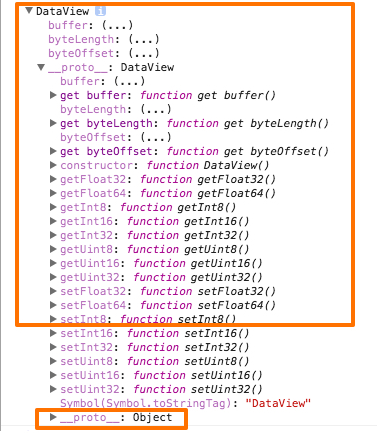 ▼DataView i
buffer: (...)
byteLength: (...)
byteOffset: (...)
▼__proto__: DataView
buffer: (...)
▶get buffer: function get buffer()
byteLength: (...)
▶get byteLength: function get byteLength()
byteOffset: (...)
▶get byteOffset: function get byteOffset()
▶constructor: function DataView()
▶getFloat32: function getFloat32()
▶getFloat64: function getFloat64()
▶getInt8: function getInt8()
▶getInt16: function getInt16()
▶getInt32: function getInt32()
▶getUint8: function getUint8()
▶getUint16: function getUint16()
▶getUint32: function getUint32()
▶setFloat32: function setFloat32()
▶setFloat64: function setFloat64()
▶setInt8: function setInt8()
▶setInt16: function setInt16()
▶setInt32: function setInt32()
▶setUint8: function setUint8()
▶setUint16: function setUint16()
▶setUint32: function setUint32()
Symbol(Symbol.toStringTag): "DataView"
▶__proto__: Object